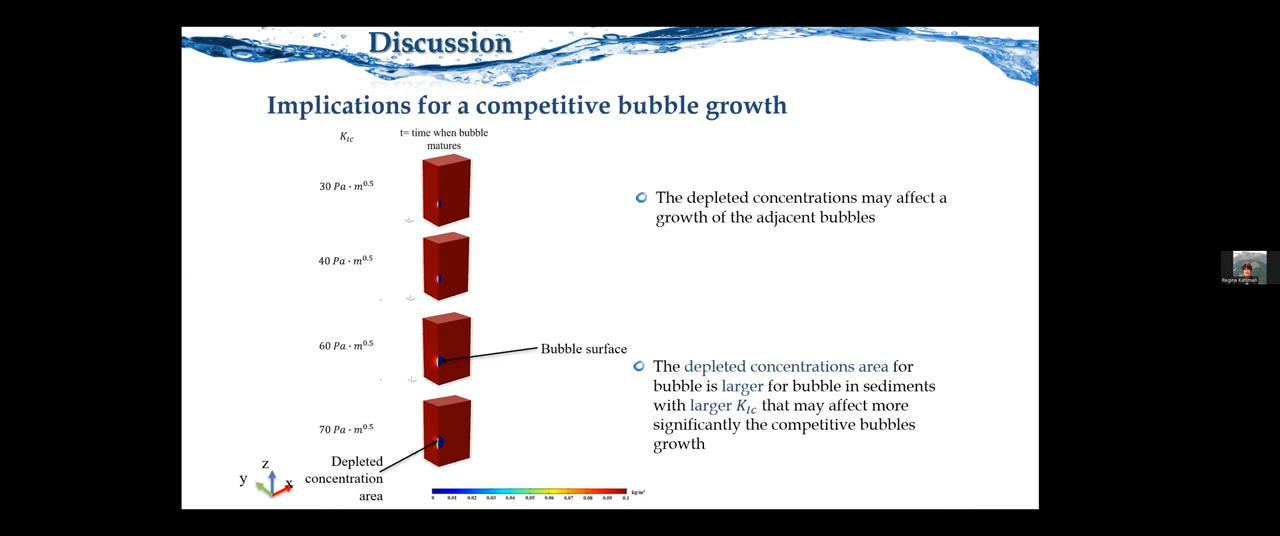 Discussion
Implications for a competitive bubble growth
K_Ic
t= time when bubble
matures
30 Pa · m^0.5
40 Pa · m^0.5
60 Pa · m^0.5
70 Pa · m^0.5
Bubble surface
Depleted
concentration
area
z
y
x
0 0.01 0.02 0.03 0.04 0.05 0.06 0.07 0.08 0.09 0.1 kg/m³
The depleted concentrations may affect a
growth of the adjacent bubbles
The depleted concentrations area for
bubble is larger for bubble in sediments
with larger K_Ic that may affect more
significantly the competitive bubbles
growth
Regina Katsman